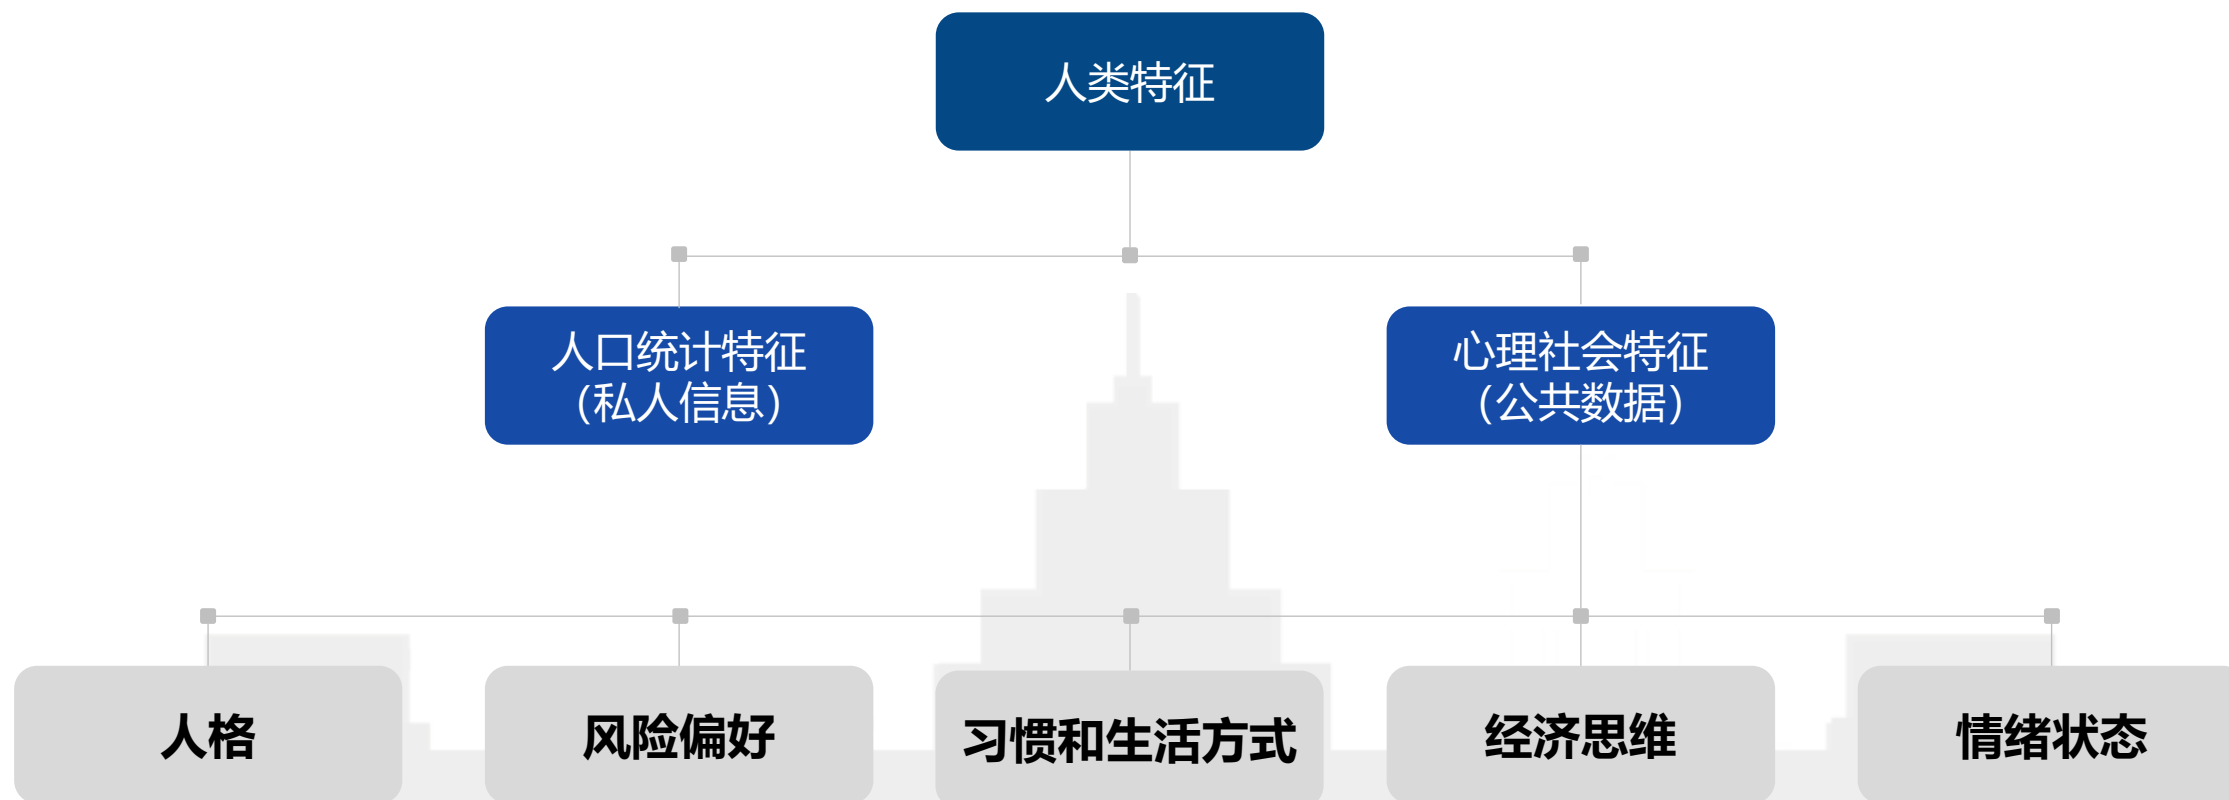 人类特征
人口统计特征
（私人信息）
心理社会特征
（公共数据）
人格
风险偏好
习惯和生活方式
经济思维
情绪状态